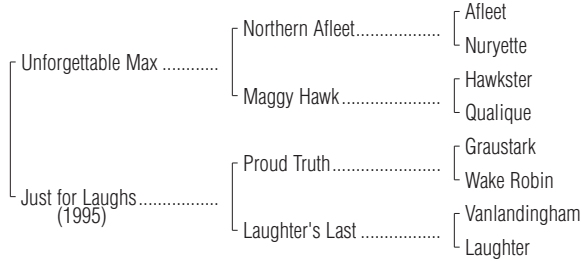 Afleet
Northern Afleet....................
Nuryette
Unforgettable Max ............
Hawkster
Maggy Hawk.......................
Qualique
Graustark
Proud Truth.........................
Wake Robin
Just for Laughs.................
(1995)
Vanlandingham
Laughter's Last ..................
Laughter